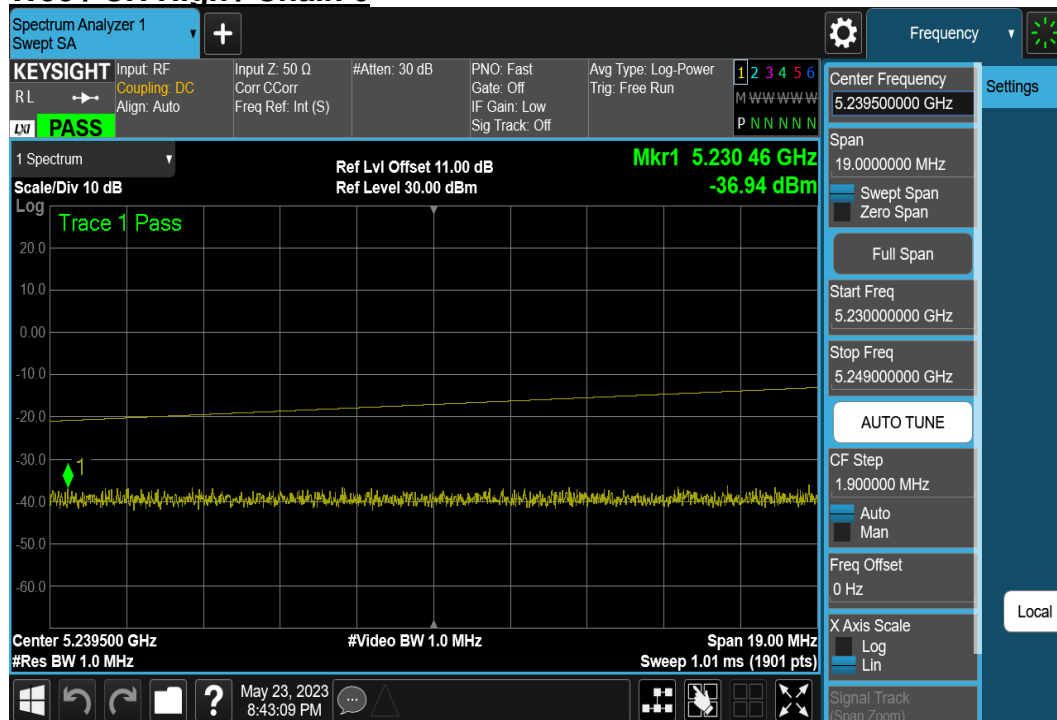 Spectrum Analyzer 1
Swept SA
Frequency
KEYSIGHT
Input: RF
Coupling: DC
Align: Auto
Input Z: 50 Ω
Corr CCorr
Freq Ref: Int (S)
#Atten: 30 dB
PNO: Fast
Gate: Off
IF Gain: Low
Sig Track: Off
Avg Type: Log-Power
Trig: Free Run
1 2 3 4 5 6
M W W W W W
P N N N N N
R L
LXI
PASS
1 Spectrum
Scale/Div 10 dB
Ref Lvl Offset 11.00 dB
Ref Level 30.00 dBm
Mkr1 5.230 46 GHz
-36.94 dBm
Log
Trace 1 Pass
20.0
10.0
0.00
-10.0
-20.0
-30.0
1
-40.0
-50.0
-60.0
Center 5.239500 GHz
#Res BW 1.0 MHz
#Video BW 1.0 MHz
Span 19.00 MHz
Sweep 1.01 ms (1901 pts)
?
May 23, 2023
8:43:09 PM
Center Frequency
5.239500000 GHz
Span
19.0000000 MHz
Swept Span
Zero Span
Full Span
Start Freq
5.230000000 GHz
Stop Freq
5.249000000 GHz
AUTO TUNE
CF Step
1.900000 MHz
Auto
Man
Freq Offset
0 Hz
X Axis Scale
Log
Lin
Signal Track
(Span Zoom)
Settings
Local